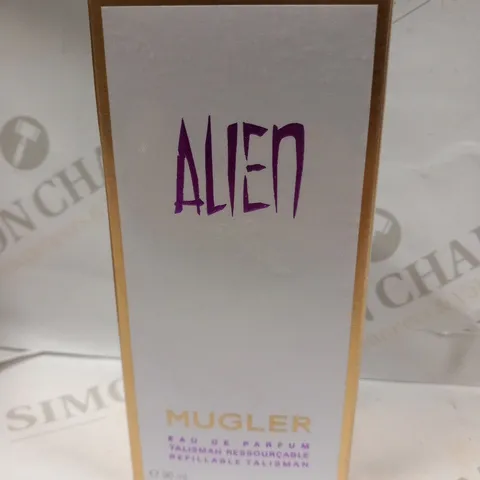 ALIEN
MUGLER
EAU DE PARFUM
TALISMAN RESSOURÇABLE
REFILLABLE TALISMAN